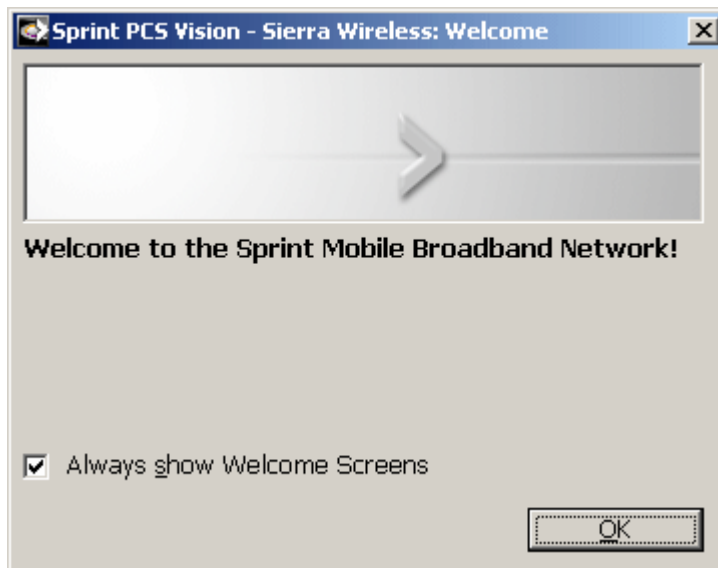 Sprint PCS Vision - Sierra Wireless: Welcome
Welcome to the Sprint Mobile Broadband Network!
Always show Welcome Screens
OK